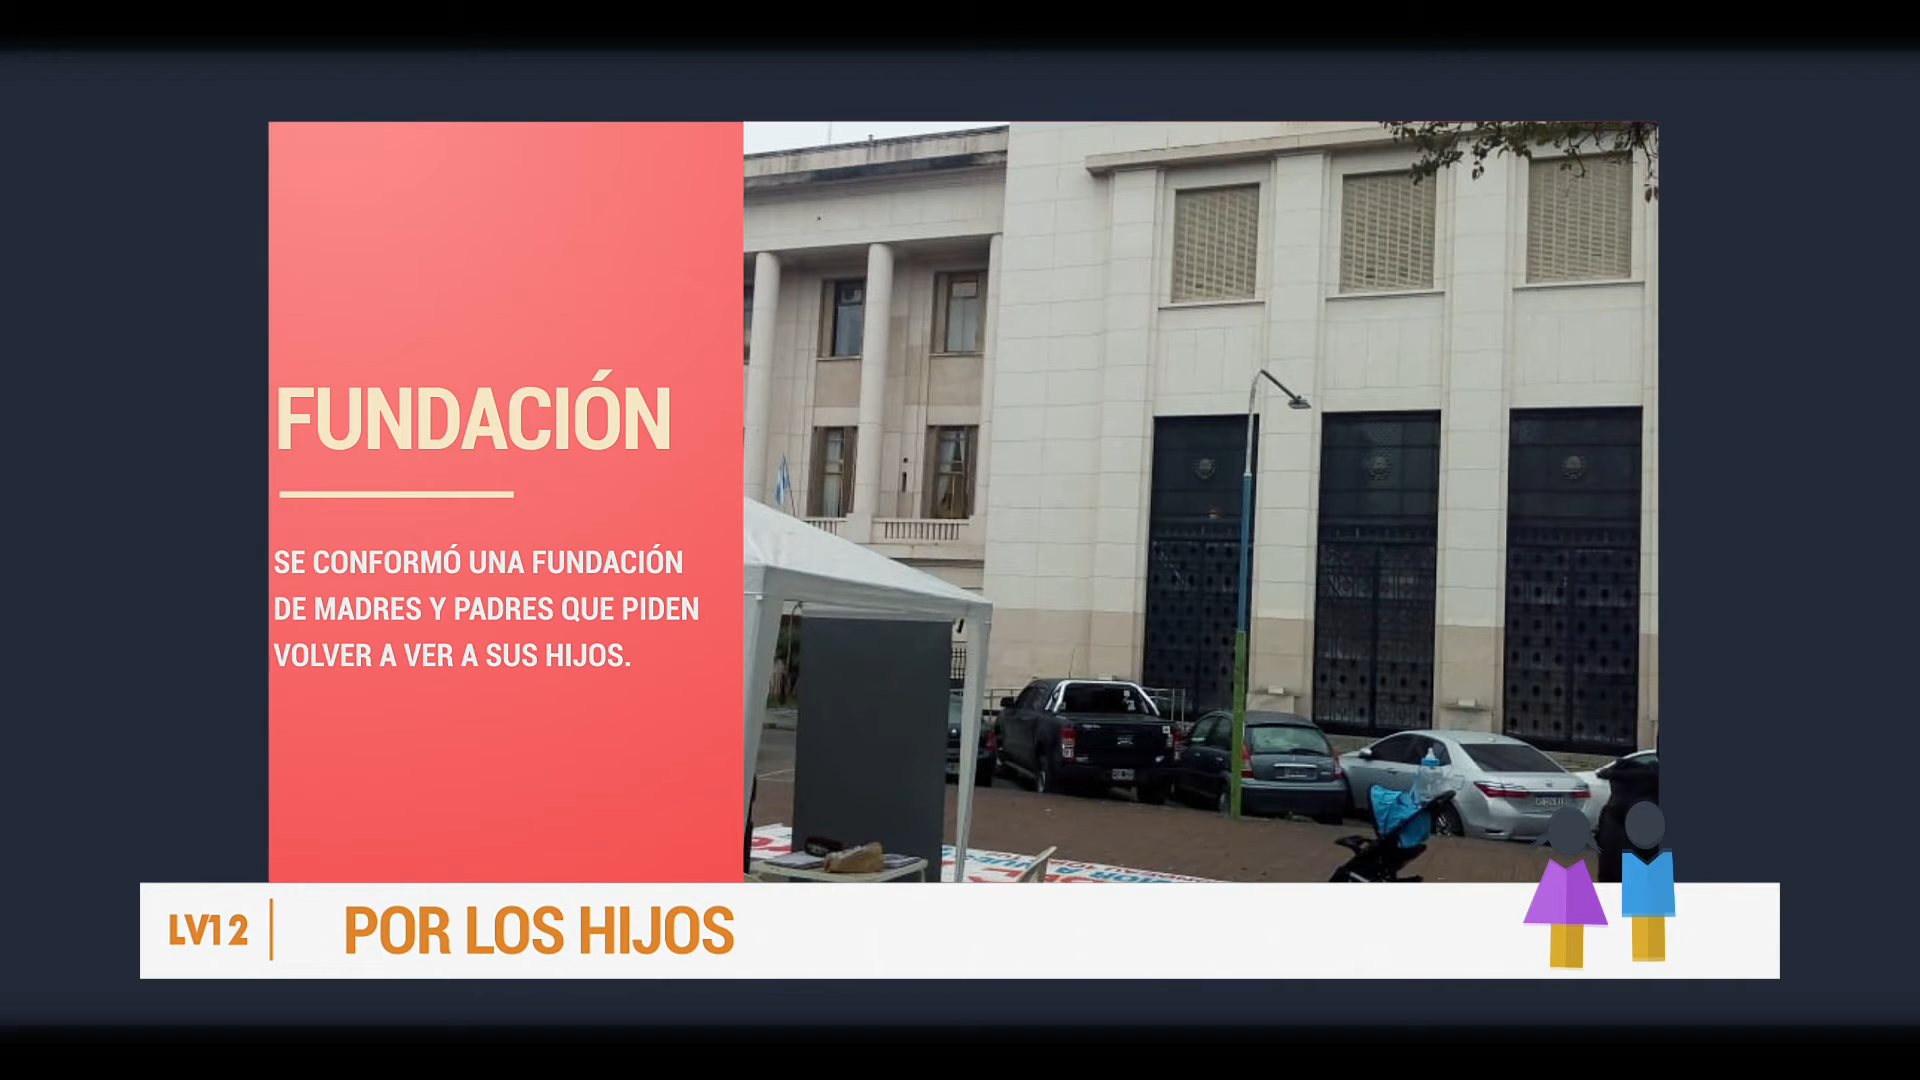 FUNDACIÓN
SE CONFORMÓ UNA FUNDACIÓN
DE MADRES Y PADRES QUE PIDEN
VOLVER A VER A SUS HIJOS.
LV12
POR LOS HIJOS